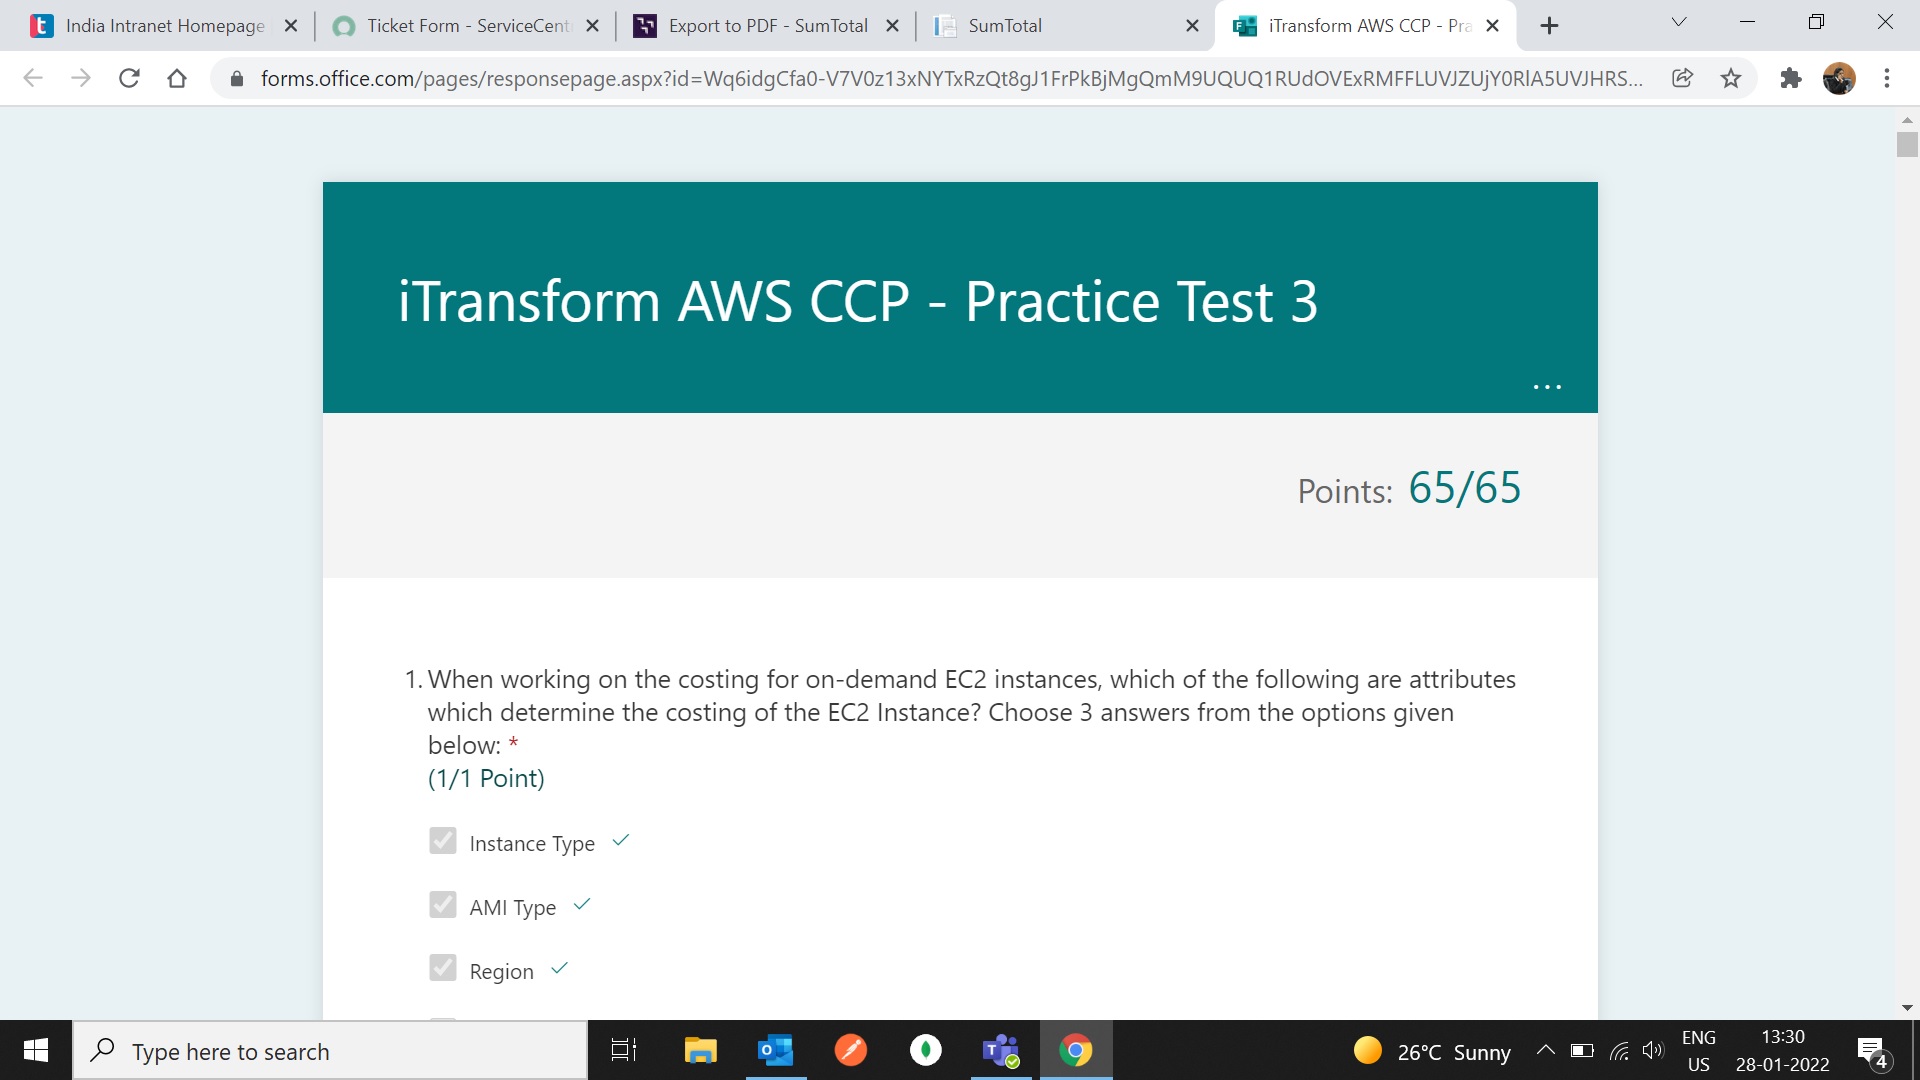 India Intranet Homepage
Ticket Form - ServiceCent
Export to PDF - SumTotal
SumTotal
iTransform AWS CCP - Pra
forms.office.com/pages/responsepage.aspx?id=Wq6idgCfa0-V7V0z13xNYTxRzQt8gJ1FrPkBjMgQmM9UQUQ1RUdOVExRMFFLUVJZUjY0RlA5UVJHRS...
iTransform AWS CCP - Practice Test 3
...
Points: 65/65
1. When working on the costing for on-demand EC2 instances, which of the following are attributes
which determine the costing of the EC2 Instance? Choose 3 answers from the options given
below: *
(1/1 Point)
Instance Type
AMI Type
Region
Type here to search
26°C Sunny
ENG
US
13:30
28-01-2022
4